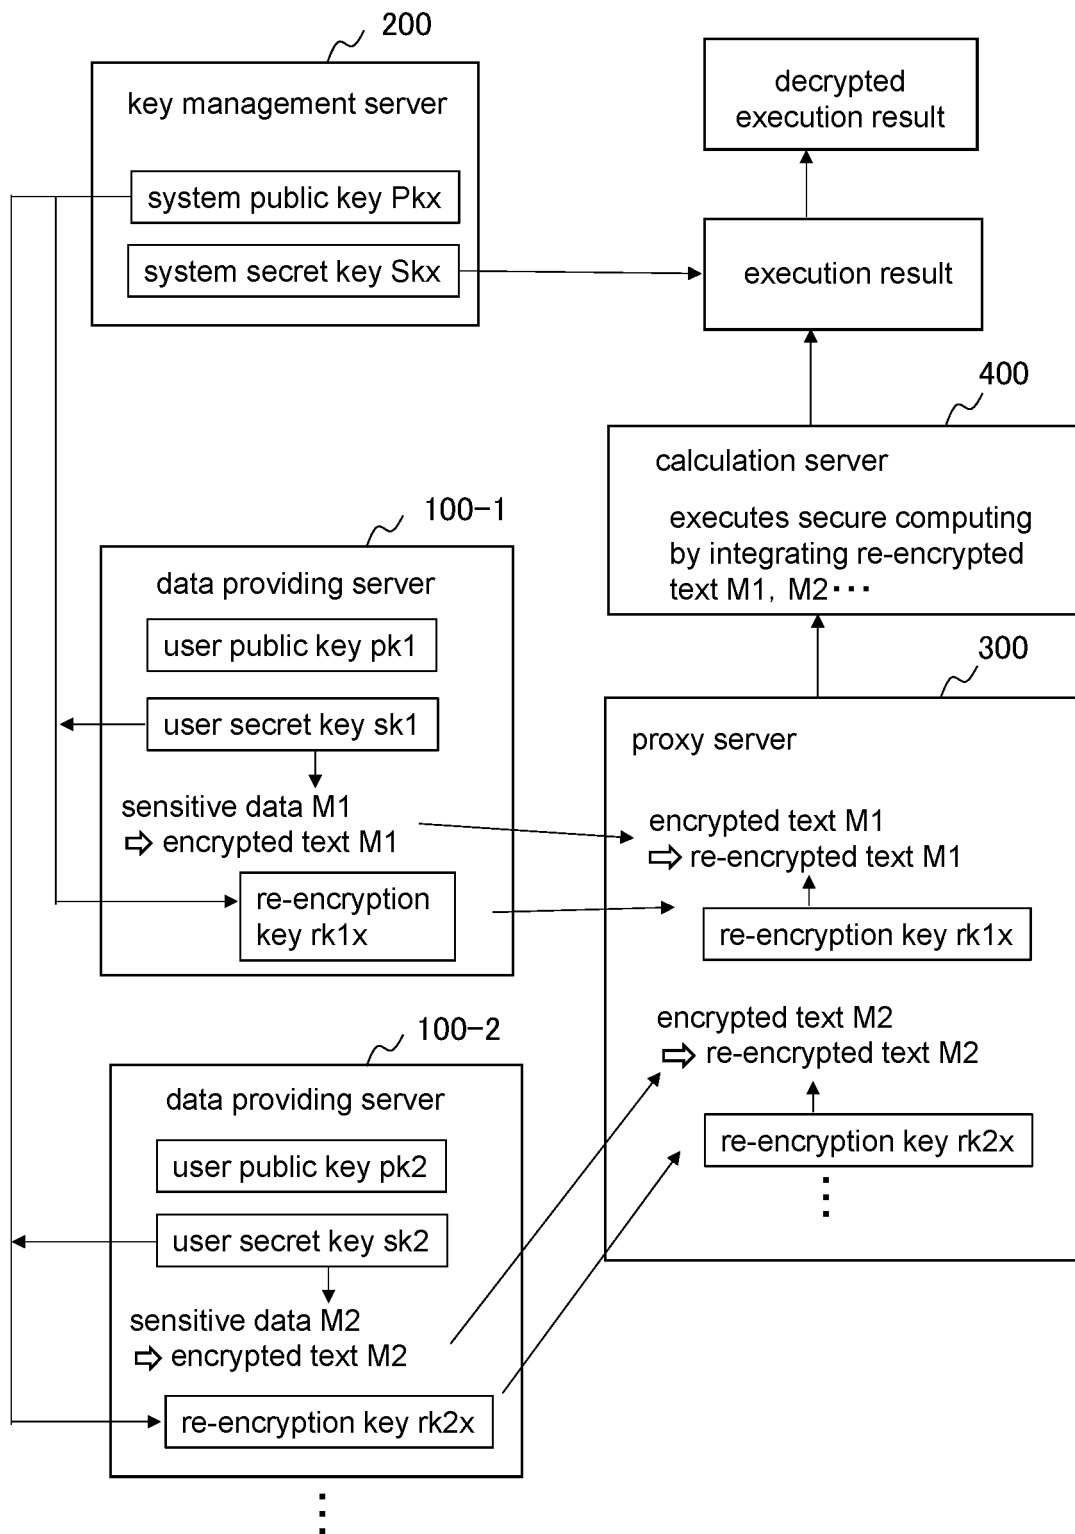 200
key management server
system public key Pkx
system secret key Skx
decrypted
execution result
execution result
400
calculation server
executes secure computing
by integrating re-encrypted
text M1, M2・・・
100-1
data providing server
user public key pk1
user secret key sk1
sensitive data M1
⇨ encrypted text M1
re-encryption
key rk1x
300
proxy server
encrypted text M1
⇨ re-encrypted text M1
re-encryption key rk1x
encrypted text M2
⇨ re-encrypted text M2
re-encryption key rk2x
100-2
data providing server
user public key pk2
user secret key sk2
sensitive data M2
⇨ encrypted text M2
re-encryption key rk2x